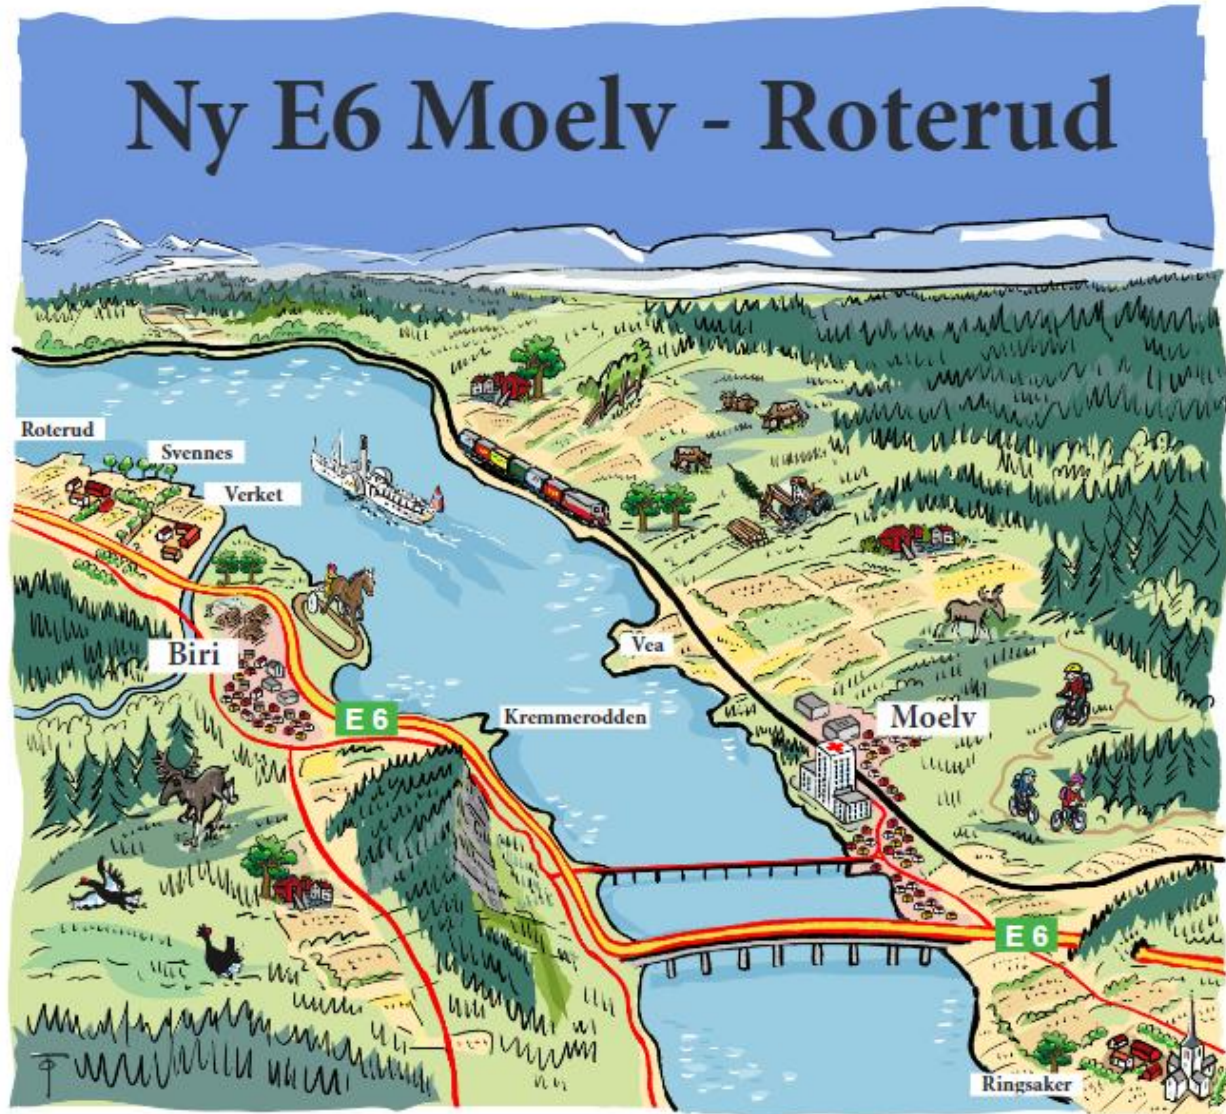 Ny E6 Moelv - Roterud
Roterud
Svennes
Verket
Biri
Vea
E 6
Kremmerodden
Moelv
E 6
Ringsaker